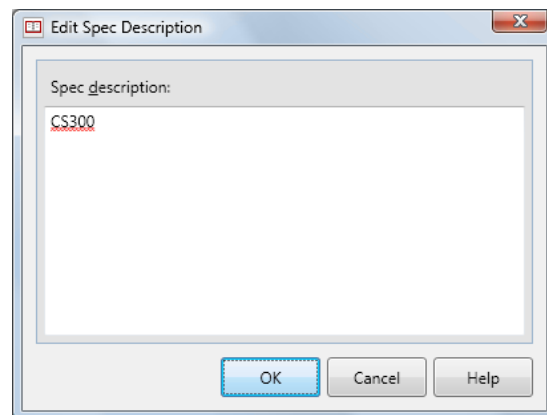 Edit Spec Description
X
Spec description:
CS300
OK
Cancel
Help